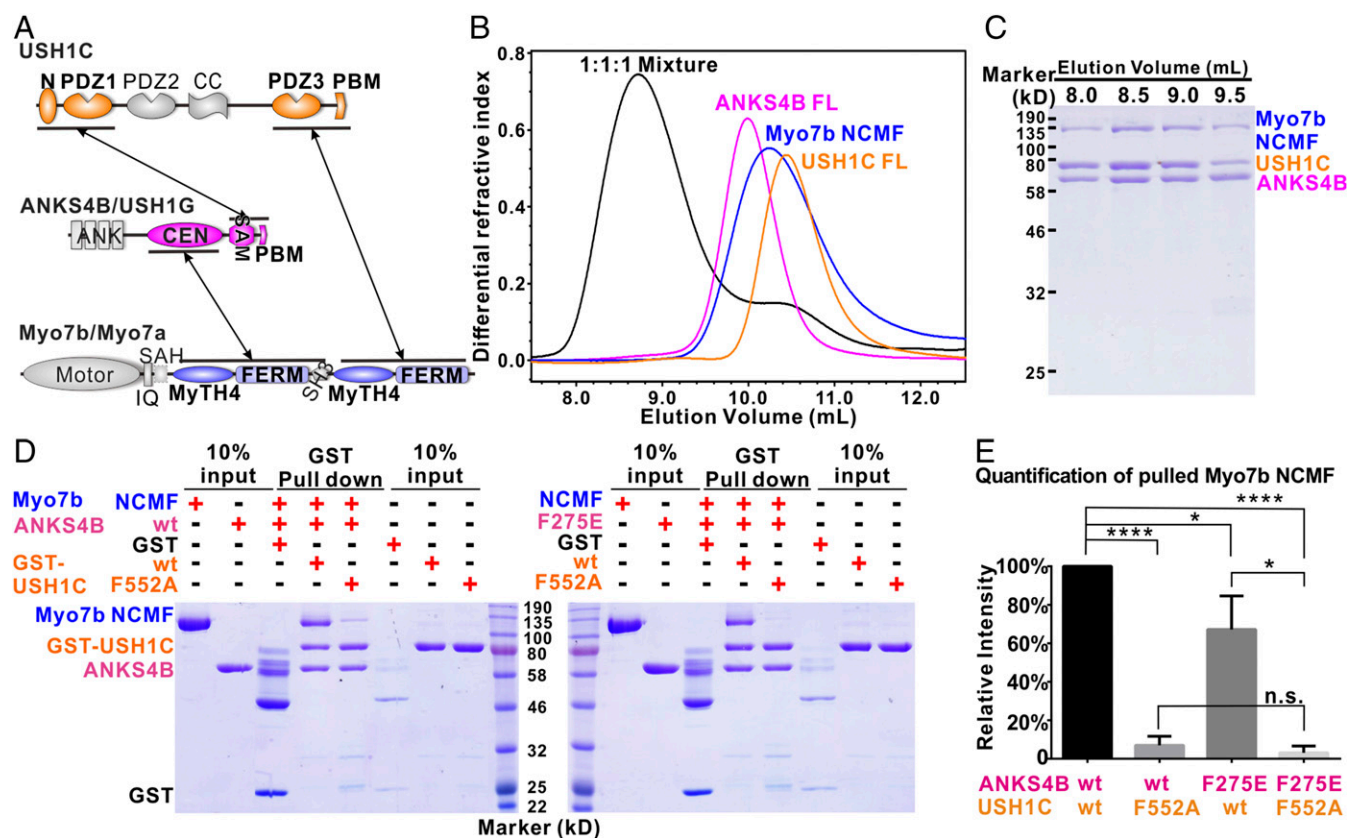 A
USH1C
N PDZ1 PDZ2 CC PDZ3 PBM
ANKS4B/USH1G
ANK CEN SAM PBM
Myo7b/Myo7a
Motor IQ SAH MyTH4 FERM SH3 MyTH4 FERM
B
Differential refractive index
0.8
0.6
0.4
0.2
0.0
1:1:1 Mixture
ANKS4B FL
Myo7b NCMF
USH1C FL
8.0 9.0 10.0 11.0 12.0
Elution Volume (mL)
C
Marker Elution Volume (mL)
(kD) 8.0 8.5 9.0 9.5
190
135
100
80
58
46
32
25
Myo7b
NCMF
USH1C
ANKS4B
D
10% input GST Pull down 10% input
Myo7b NCMF + - + + + - - -
ANKS4B wt - + + + + - - -
GST - - + - - + - -
GST- wt - - - + - - + -
USH1C F552A - - - - + - - +
Myo7b NCMF
GST-USH1C
ANKS4B
GST
190
135
100
80
58
46
32
25
22
Marker (kD)
10% input GST Pull down 10% input
NCMF + - + + + - - -
F275E - + + + + - - -
GST - - + - - + - -
wt - - - + - - + -
F552A - - - - + - - +
E
Quantification of pulled Myo7b NCMF
****
*
****
*
n.s.
Relative Intensity
100%
80%
60%
40%
20%
0
ANKS4B wt wt F275E F275E
USH1C wt F552A wt F552A